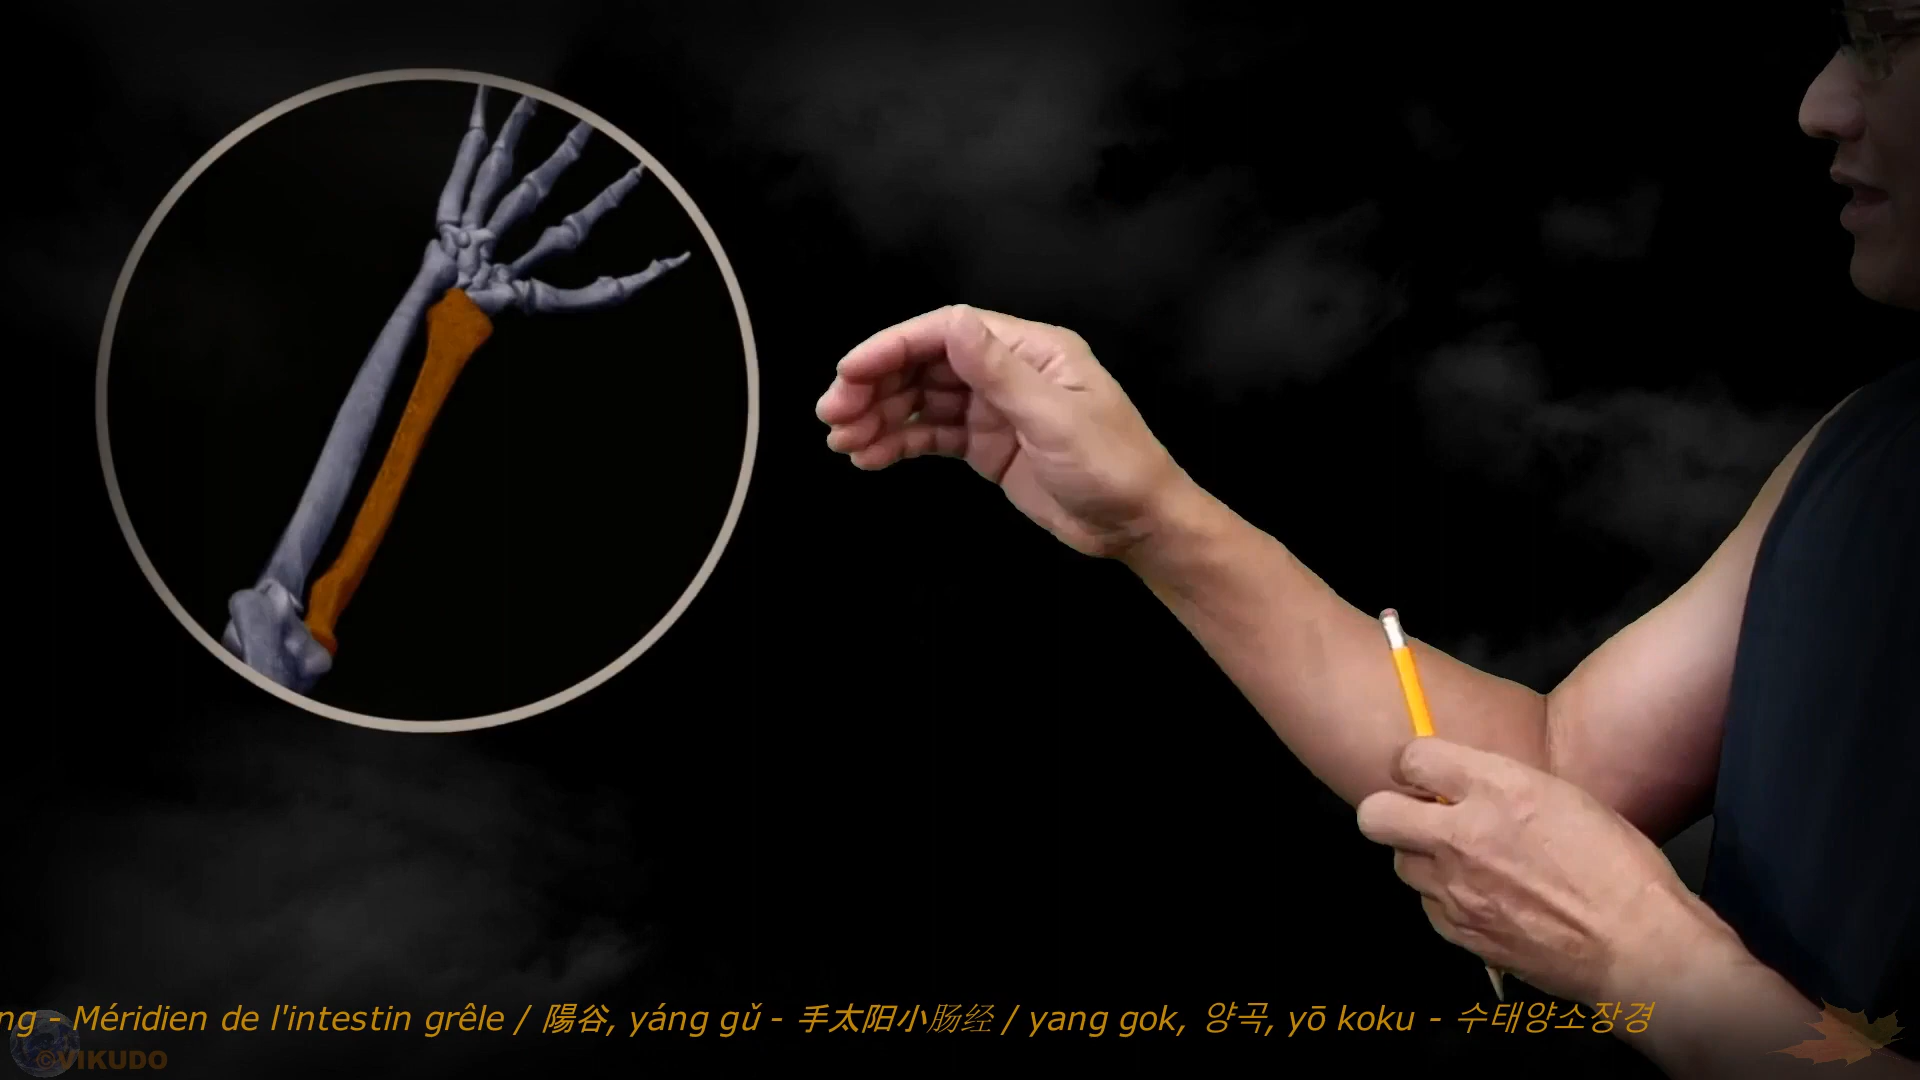 ng - Méridien de l'intestin grêle / 陽谷, yáng gǔ - 手太阳小肠经 / yang gok, 양곡, yō koku - 수태양소장경
©VIKUDO